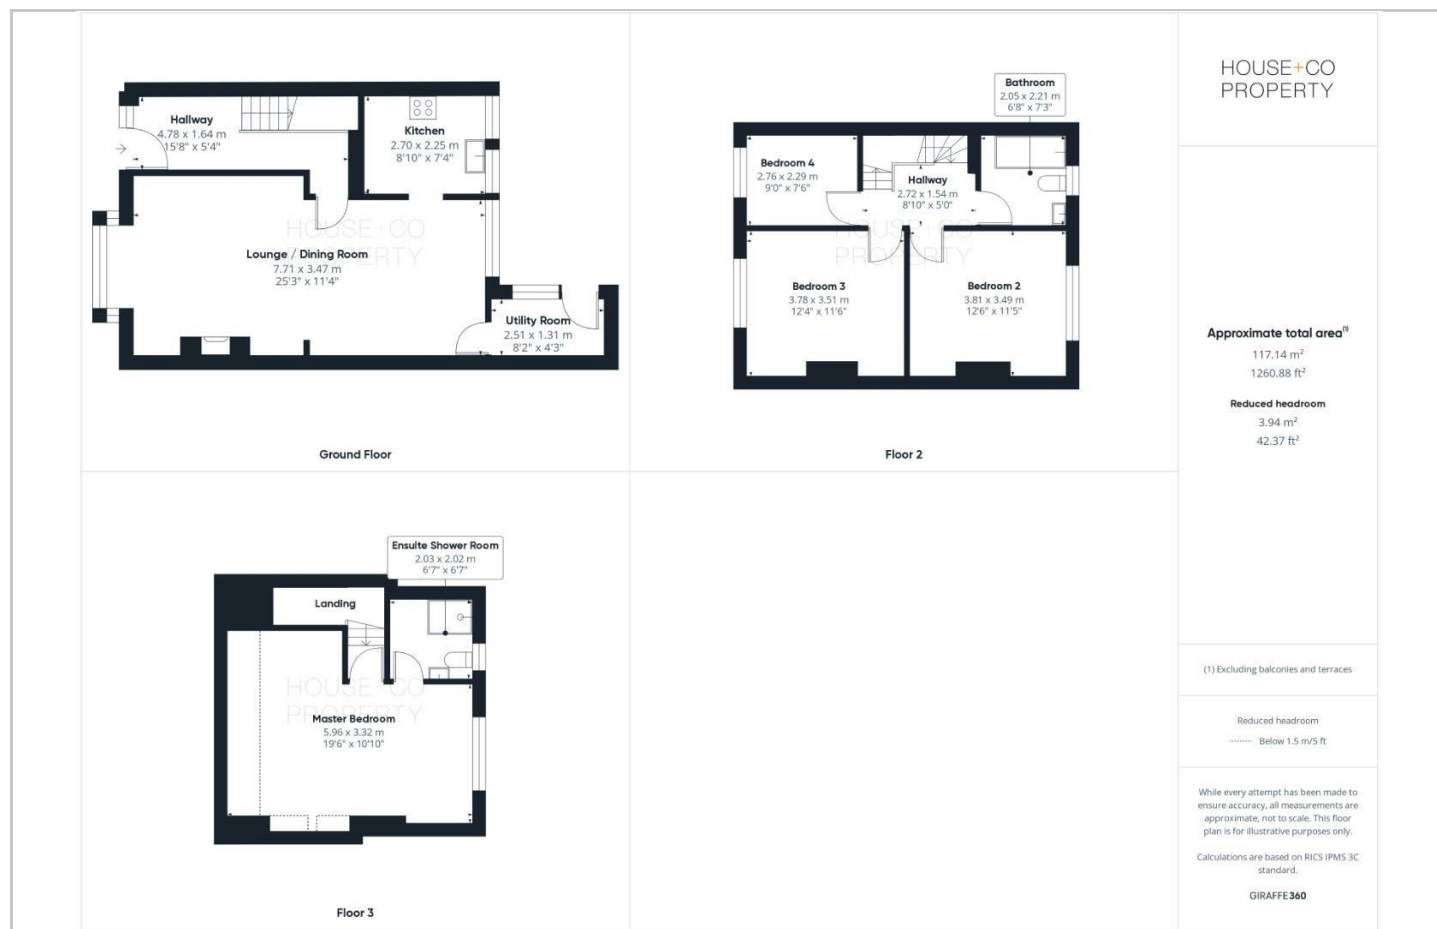 Hallway
4.78 x 1.64 m
15'8" x 5'4"
Kitchen
2.70 x 2.25 m
8'10" x 7'4"
HOUSE+CO
PROPERTY
Lounge / Dining Room
7.71 x 3.47 m
25'3" x 11'4"
Utility Room
2.51 x 1.31 m
8'2" x 4'3"
Ground Floor
Bathroom
2.05 x 2.21 m
6'8" x 7'3"
Bedroom 4
2.76 x 2.29 m
9'0" x 7'6"
Hallway
2.72 x 1.54 m
8'10" x 5'0"
HOUSE+CO
PROPERTY
Bedroom 3
3.78 x 3.51 m
12'4" x 11'6"
Bedroom 2
3.81 x 3.49 m
12'6" x 11'5"
Floor 2
Ensuite Shower Room
2.03 x 2.02 m
6'7" x 6'7"
Landing
HOUSE+CO
PROPERTY
Master Bedroom
5.96 x 3.32 m
19'6" x 10'10"
Floor 3
HOUSE+CO
PROPERTY
Approximate total area(1)
117.14 m²
1260.88 ft²
Reduced headroom
3.94 m²
42.37 ft²
(1) Excluding balconies and terraces
Reduced headroom
Below 1.5 m/5 ft
While every attempt has been made to
ensure accuracy, all measurements are
approximate, not to scale. This floor
plan is for illustrative purposes only.
Calculations are based on RICS IPMS 3C
standard.
GIRAFFE360